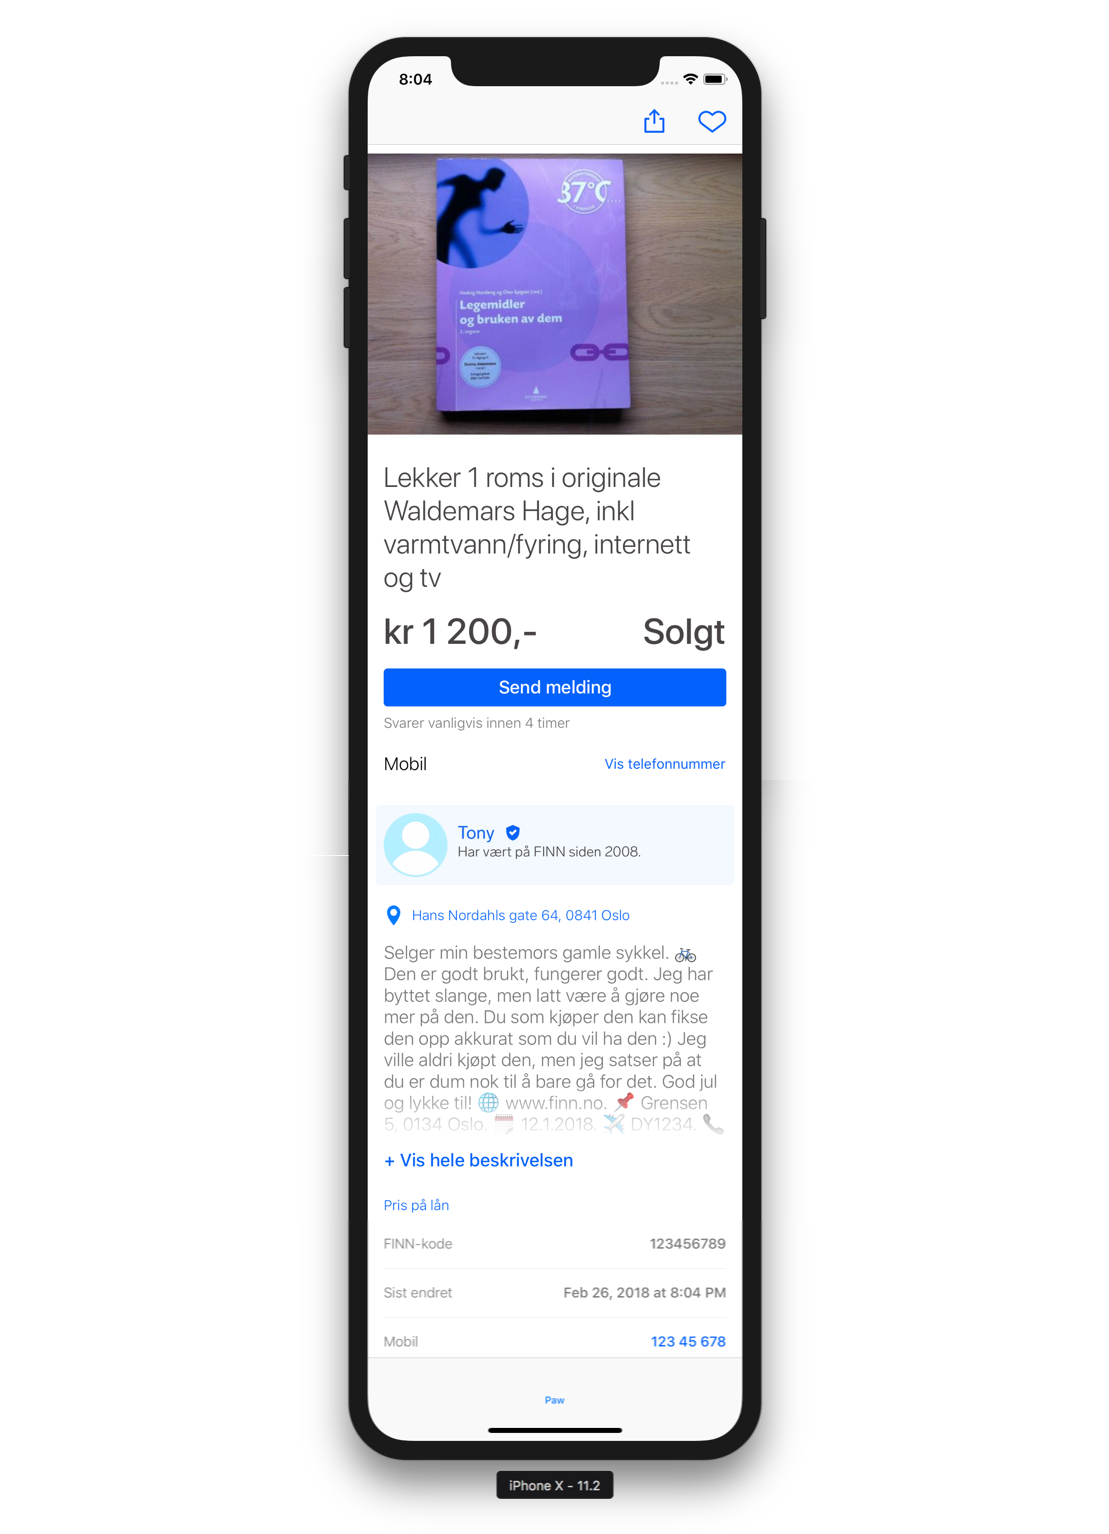 8:04
37°C
Legemidler
og bruken av dem
Lekker 1 roms i originale
Waldemars Hage, inkl
varmtvann/fyring, internett
og tv
kr 1 200,-
Solgt
Send melding
Svarer vanligvis innen 4 timer
Mobil
Vis telefonnummer
Tony
Har vært på FINN siden 2008.
Hans Nordahls gate 64, 0841 Oslo
Selger min bestemors gamle sykkel. 🚲
Den er godt brukt, fungerer godt. Jeg har
byttet slange, men latt være å gjøre noe
mer på den. Du som kjøper den kan fikse
den opp akkurat som du vil ha den :) Jeg
ville aldri kjøpt den, men jeg satser på at
du er dum nok til å bare gå for det. God jul
og lykke til! 🌐 www.finn.no. 📌 Grensen
5, 0134 Oslo. 🗓 12.1.2018. ✈️ DY1234. 📞
+ Vis hele beskrivelsen
Pris på lån
FINN-kode
123456789
Sist endret
Feb 26, 2018 at 8:04 PM
Mobil
123 45 678
Paw
iPhone X - 11.2